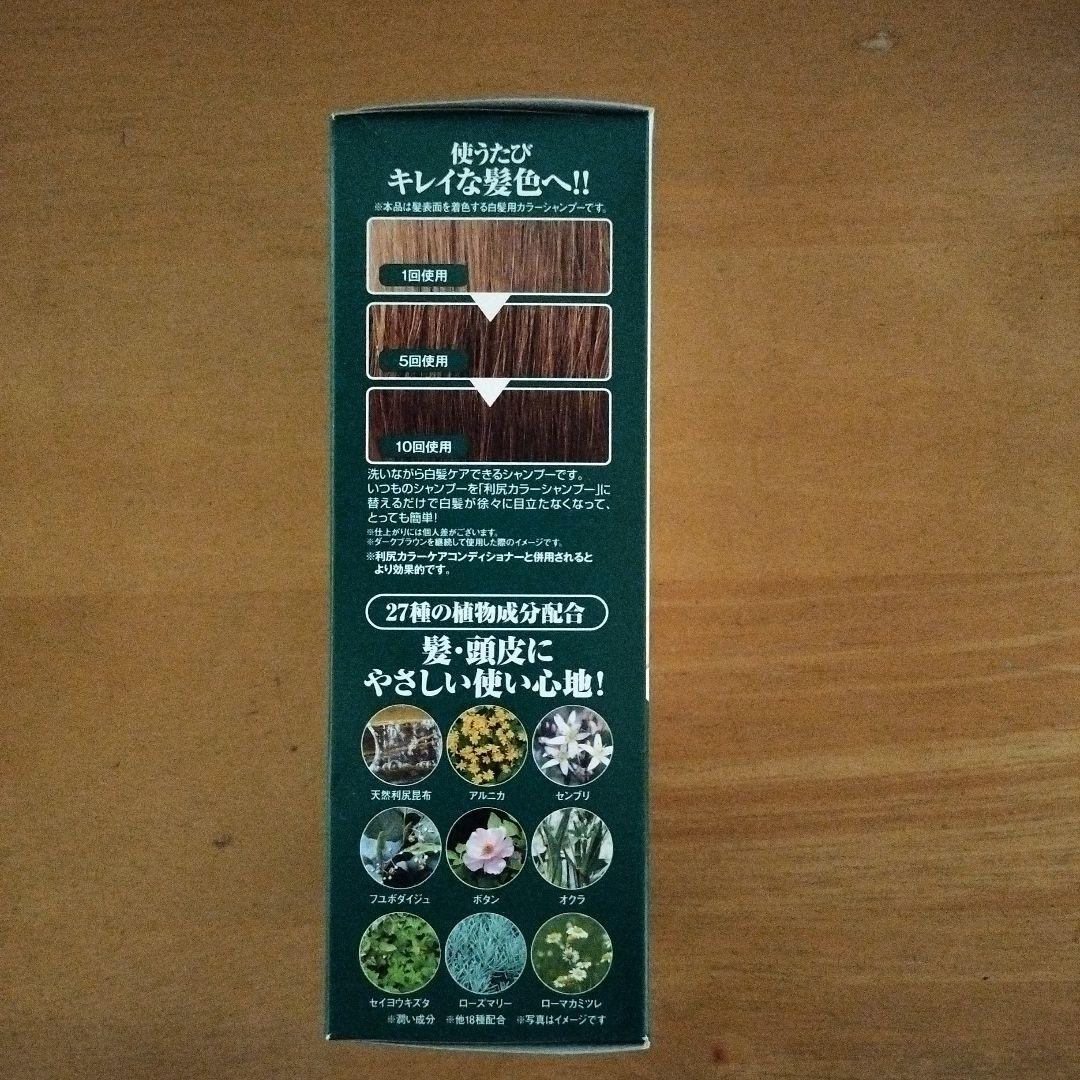 使うたび
キレイな髪色へ!!
※本品は髪表面を着色する白髪用カラーシャンプーです。
1回使用
5回使用
10回使用
洗いながら白髪ケアできるシャンプーです。
いつものシャンプーを「利尻カラーシャンプー」に
替えるだけで白髪が徐々に目立たなくなって、
とっても簡単!
※仕上がりには個人差がございます。
※ダークブラウンを継続して使用した際のイメージです。
※利尻カラーケアコンディショナーと併用されると
より効果的です。
27種の植物成分配合
髪・頭皮に
やさしい使い心地!
天然利尻昆布 アルニカ センブリ
フユボダイジュ ボタン オクラ
セイヨウキズタ ローズマリー ローマカミツレ
※潤い成分 ※他18種配合 ※写真はイメージです